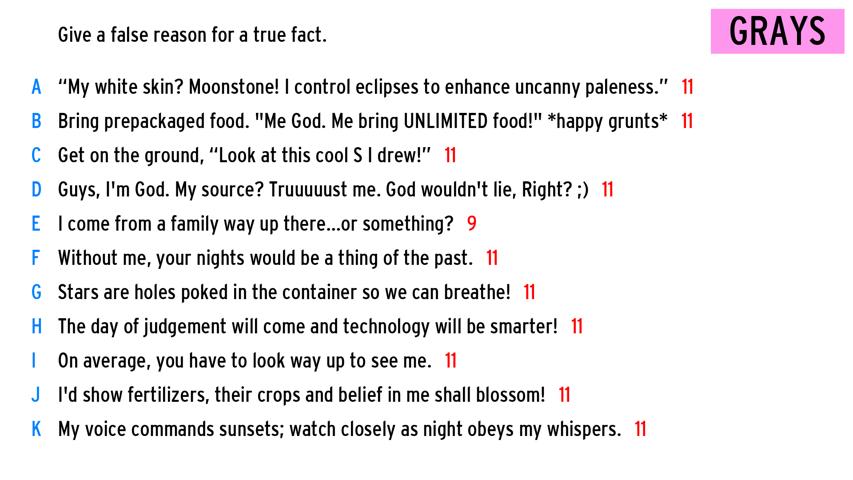 Give a false reason for a true fact.
GRAYS
A “My white skin? Moonstone! I control eclipses to enhance uncanny paleness.” 11
B Bring prepackaged food. "Me God. Me bring UNLIMITED food!" *happy grunts* 11
C Get on the ground, “Look at this cool S I drew!” 11
D Guys, I'm God. My source? Truuuust me. God wouldn't lie, Right? ;) 11
E I come from a family way up there...or something? 9
F Without me, your nights would be a thing of the past. 11
G Stars are holes poked in the container so we can breathe! 11
H The day of judgement will come and technology will be smarter! 11
I On average, you have to look way up to see me. 11
J I'd show fertilizers, their crops and belief in me shall blossom! 11
K My voice commands sunsets; watch closely as night obeys my whispers. 11